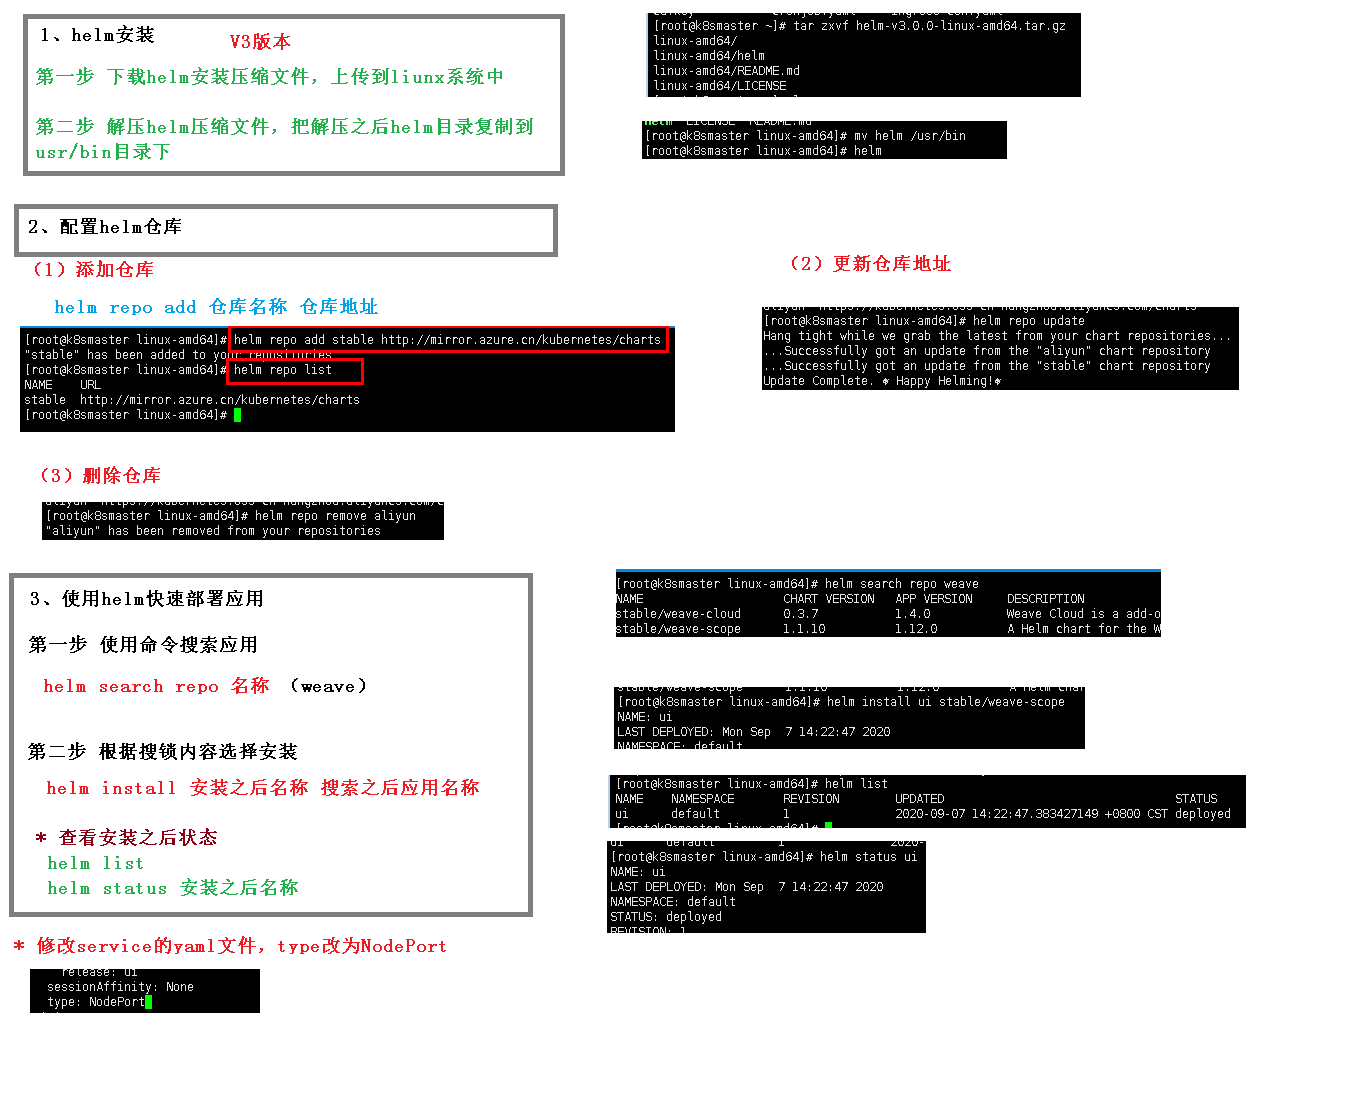 1、helm安装
V3版本
第一步 下载helm安装压缩文件，上传到liunx系统中
第二步 解压helm压缩文件，把解压之后helm目录复制到
usr/bin目录下
[root@k8smaster ~]# tar zxvf helm-v3.0.0-linux-amd64.tar.gz
linux-amd64/
linux-amd64/helm
linux-amd64/README.md
linux-amd64/LICENSE
helm LICENSE README.md
[root@k8smaster linux-amd64]# mv helm /usr/bin
[root@k8smaster linux-amd64]# helm
2、配置helm仓库
（1）添加仓库
helm repo add 仓库名称 仓库地址
[root@k8smaster linux-amd64]# helm repo add stable http://mirror.azure.cn/kubernetes/charts
"stable" has been added to your repositories
[root@k8smaster linux-amd64]# helm repo list
NAME URL
stable http://mirror.azure.cn/kubernetes/charts
[root@k8smaster linux-amd64]#
（2）更新仓库地址
[root@k8smaster linux-amd64]# helm repo update
Hang tight while we grab the latest from your chart repositories...
...Successfully got an update from the "aliyun" chart repository
...Successfully got an update from the "stable" chart repository
Update Complete. ⎈ Happy Helming!⎈
（3）删除仓库
[root@k8smaster linux-amd64]# helm repo remove aliyun
"aliyun" has been removed from your repositories
3、使用helm快速部署应用
第一步 使用命令搜索应用
helm search repo 名称 （weave）
第二步 根据搜锁内容选择安装
helm install 安装之后名称 搜索之后应用名称
* 查看安装之后状态
helm list
helm status 安装之后名称
[root@k8smaster linux-amd64]# helm search repo weave
NAME CHART VERSION APP VERSION DESCRIPTION
stable/weave-cloud 0.3.7 1.4.0 Weave Cloud is a add-o
stable/weave-scope 1.1.10 1.12.0 A Helm chart for the W
stable/weave-scope 1.1.10 1.12.0 A Helm char
[root@k8smaster linux-amd64]# helm install ui stable/weave-scope
NAME: ui
LAST DEPLOYED: Mon Sep 7 14:22:47 2020
NAMESPACE: default
[root@k8smaster linux-amd64]# helm list
NAME NAMESPACE REVISION UPDATED STATUS
ui default 1 2020-09-07 14:22:47.383427149 +0800 CST deployed
[root@k8smaster linux-amd64]#
ui default 1 2020-
[root@k8smaster linux-amd64]# helm status ui
NAME: ui
LAST DEPLOYED: Mon Sep 7 14:22:47 2020
NAMESPACE: default
STATUS: deployed
REVISION: 1
* 修改service的yaml文件，type改为NodePort
release: ui
sessionAffinity: None
type: NodePort